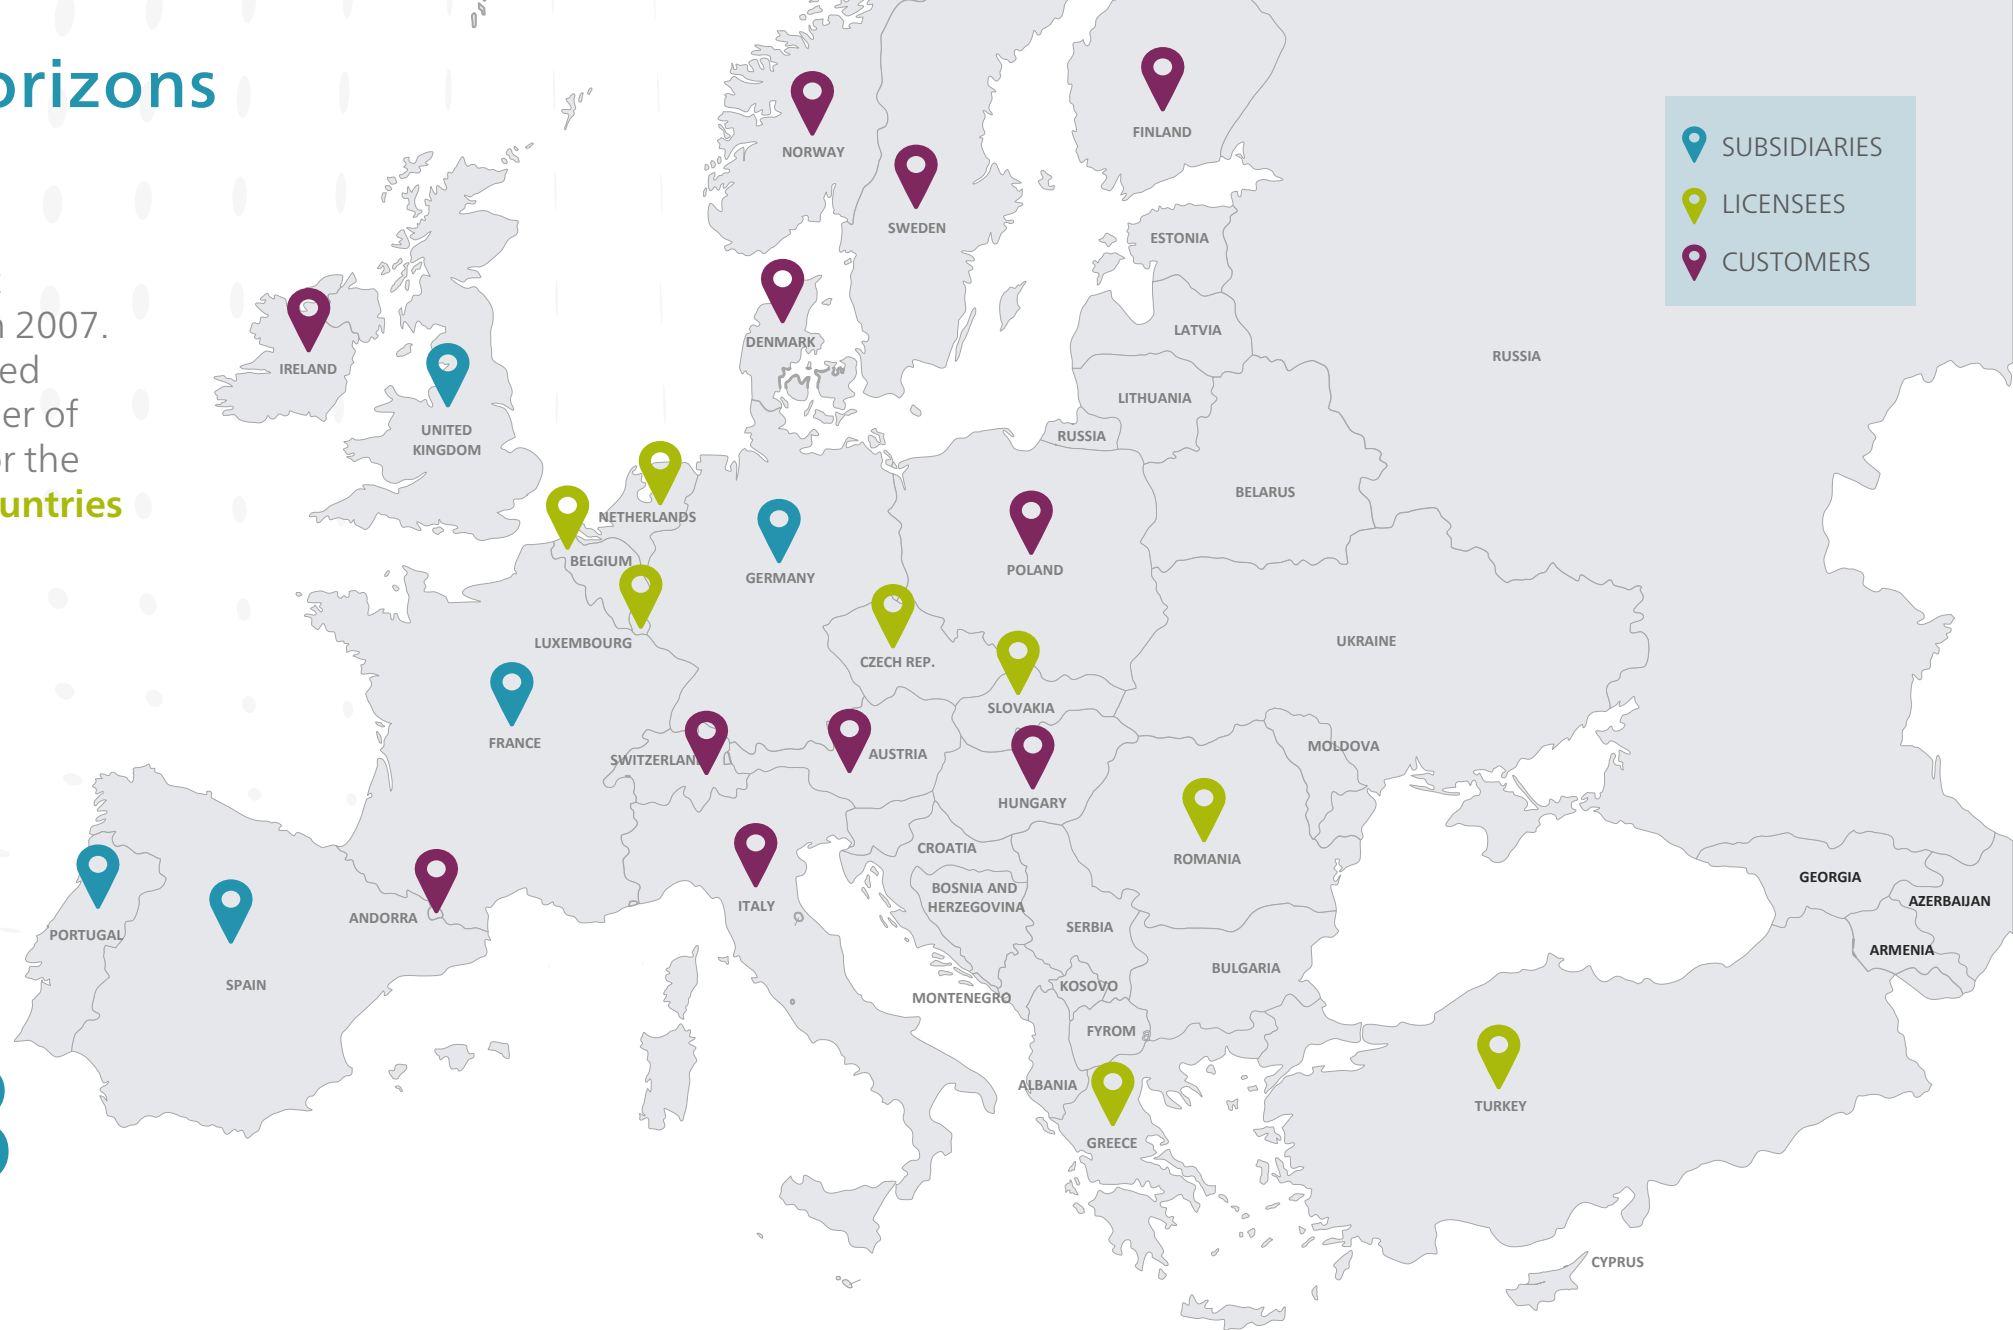 orizons
n 2007.
ed
er of
or the
untries
SUBSIDIARIES
LICENSEES
CUSTOMERS
NORWAY
FINLAND
SWEDEN
ESTONIA
DENMARK
LATVIA
RUSSIA
IRELAND
LITHUANIA
UNITED
KINGDOM
RUSSIA
BELARUS
NETHERLANDS
BELGIUM
GERMANY
POLAND
LUXEMBOURG
CZECH REP.
UKRAINE
SLOVAKIA
FRANCE
SWITZERLAN
AUSTRIA
MOLDOVA
HUNGARY
CROATIA
ROMANIA
GEORGIA
BOSNIA AND
HERZEGOVINA
AZERBAIJAN
ITALY
ANDORRA
PORTUGAL
SERBIA
ARMENIA
BULGARIA
SPAIN
KOSOVO
MONTENEGRO
FYROM
ALBANIA
TURKEY
GREECE
CYPRUS